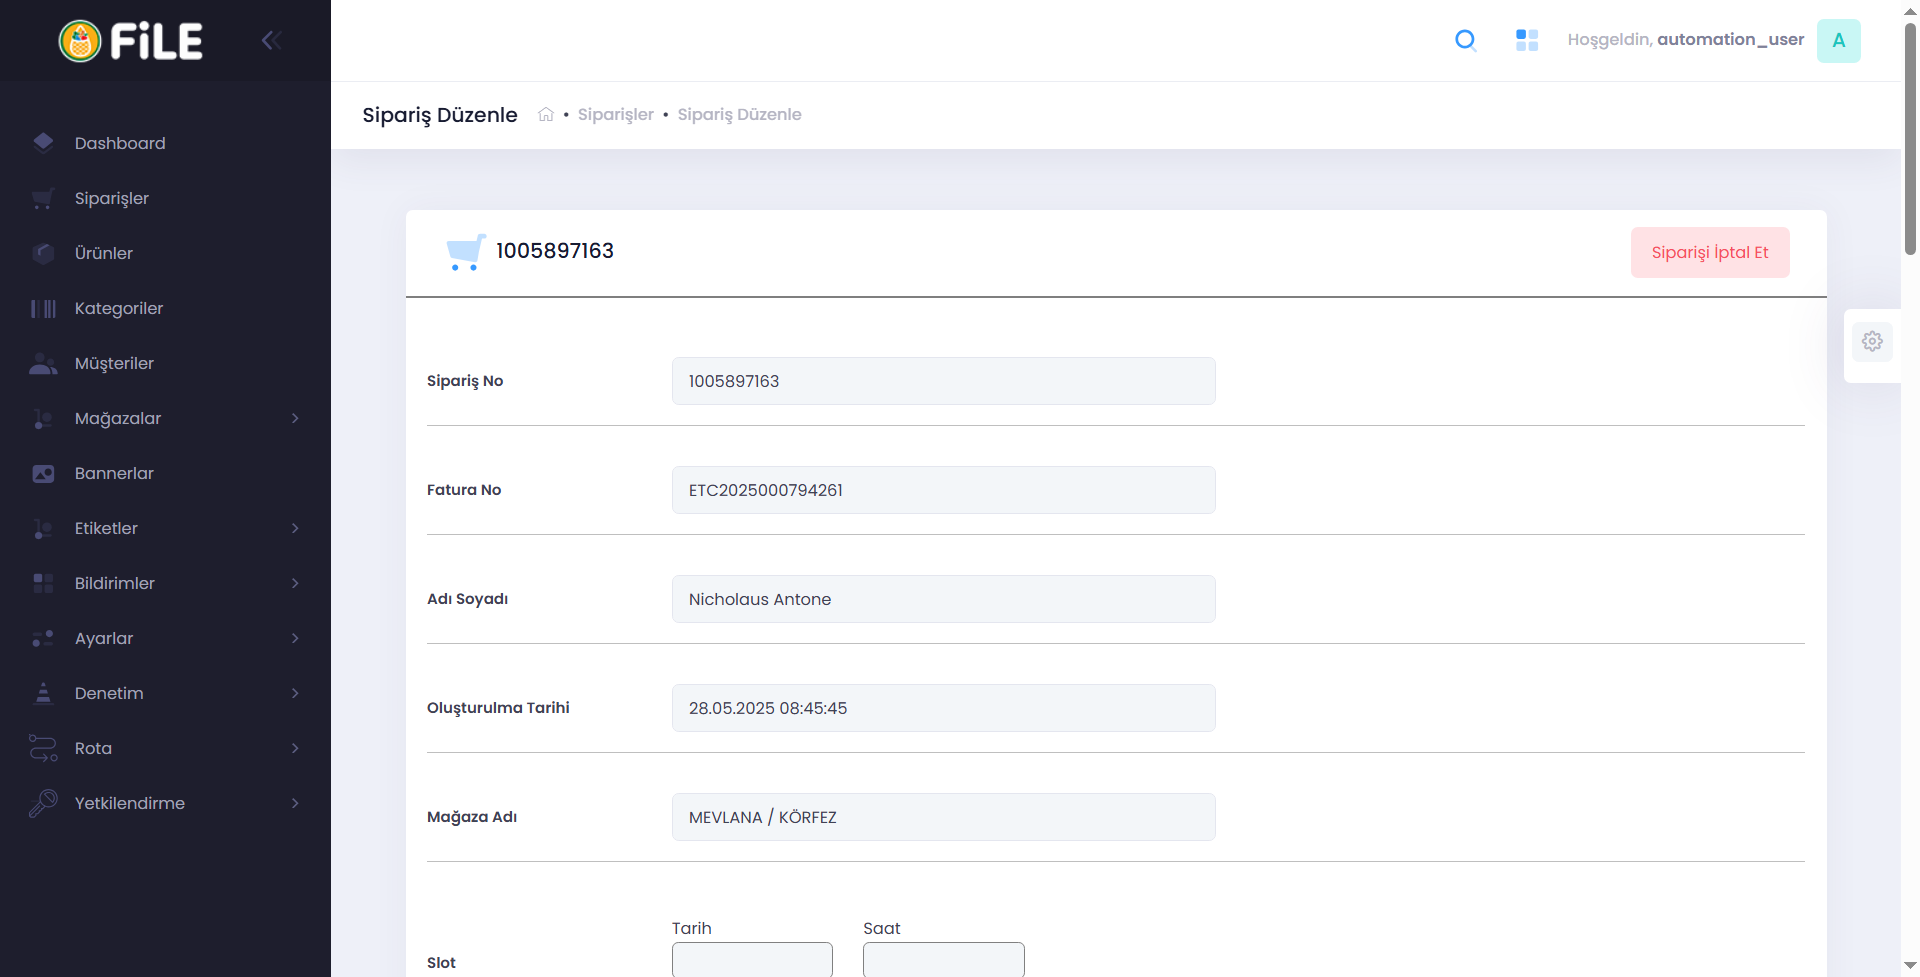 FiLE
Hoşgeldin, automation_user
A
Sipariş Düzenle
• Siparişler • Sipariş Düzenle
Dashboard
Siparişler
Ürünler
Kategoriler
Müşteriler
Mağazalar
Bannerlar
Etiketler
Bildirimler
Ayarlar
Denetim
Rota
Yetkilendirme
1005897163
Siparişi İptal Et
Sipariş No
1005897163
Fatura No
ETC2025000794261
Adı Soyadı
Nicholaus Antone
Oluşturulma Tarihi
28.05.2025 08:45:45
Mağaza Adı
MEVLANA / KÖRFEZ
Tarih
Saat
Slot